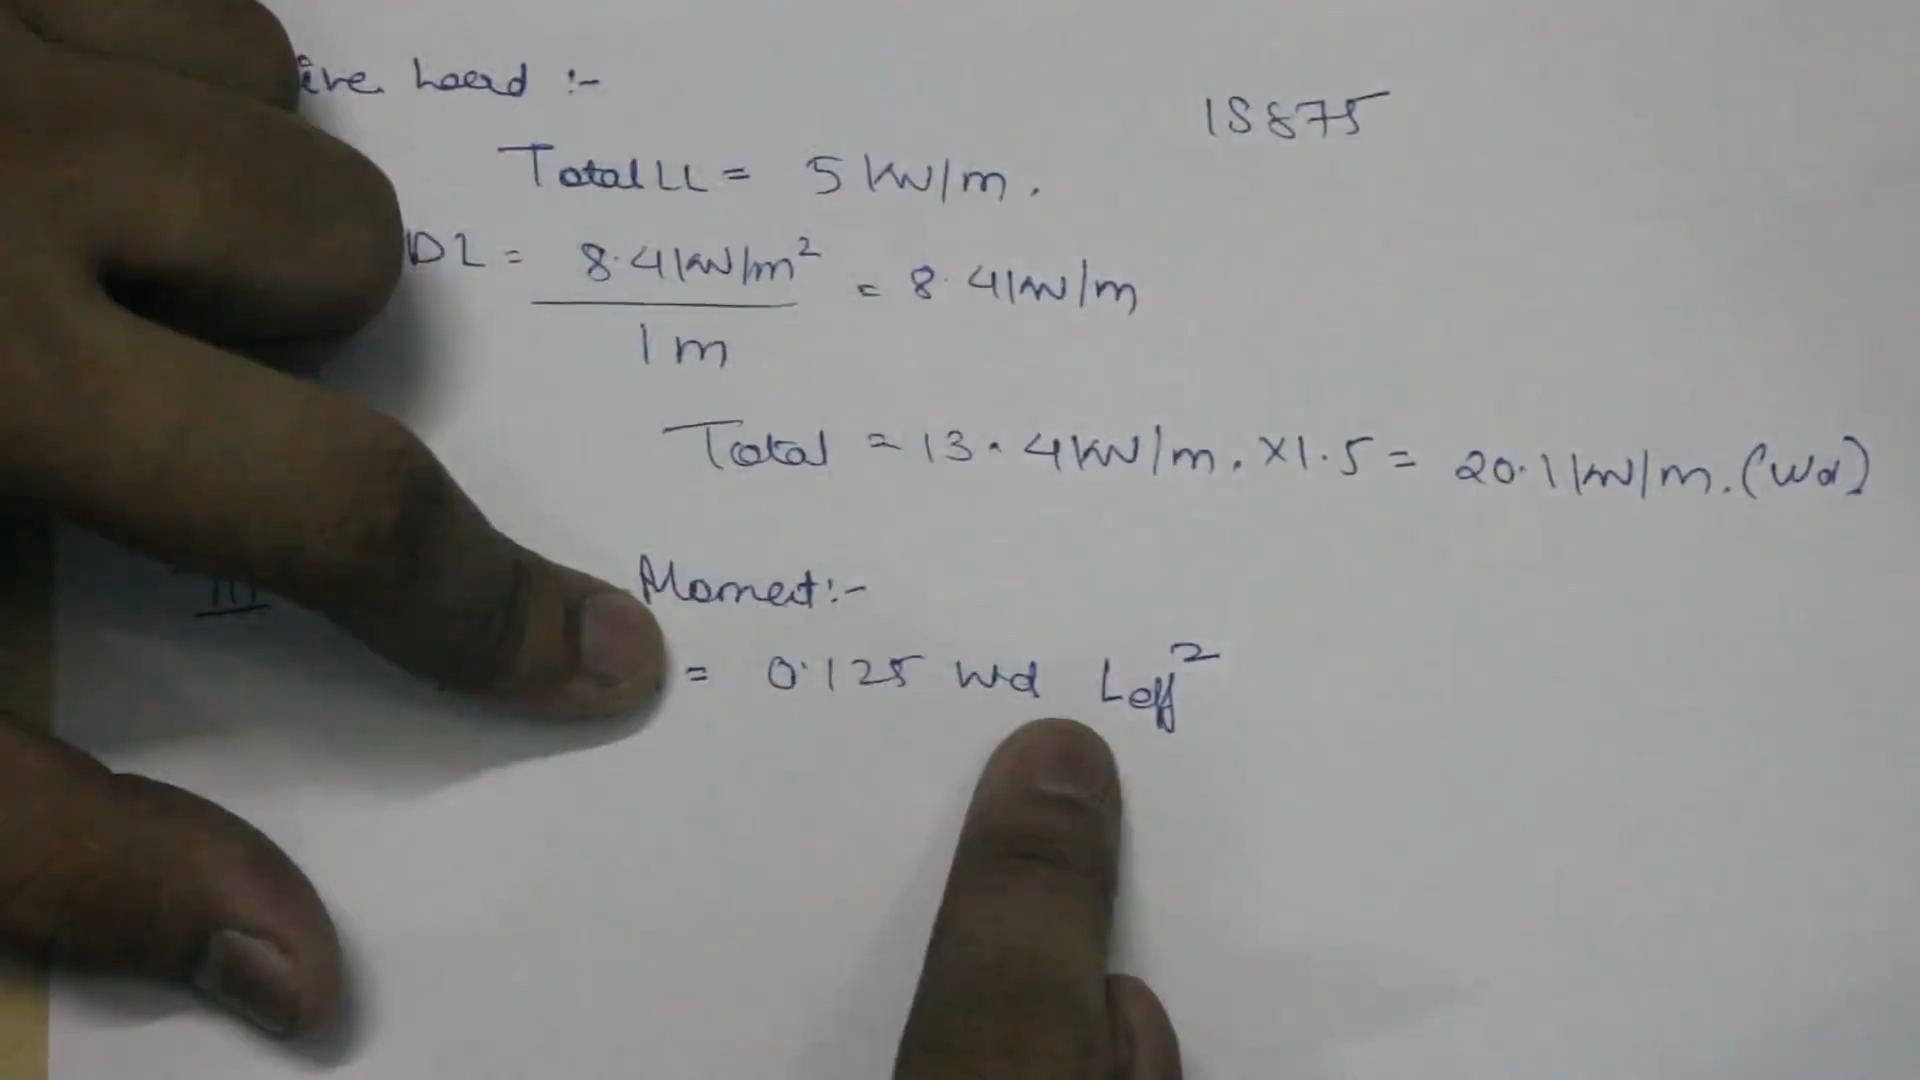 ive Load :-
IS 875
Total LL = 5 kN/m.
DL = 8.4 kN/m² / 1 m = 8.4 kN/m
Total = 13.4 kN/m. x1.5 = 20.1 kN/m. (Wd)
Moment:-
= 0.125 Wd Leff²